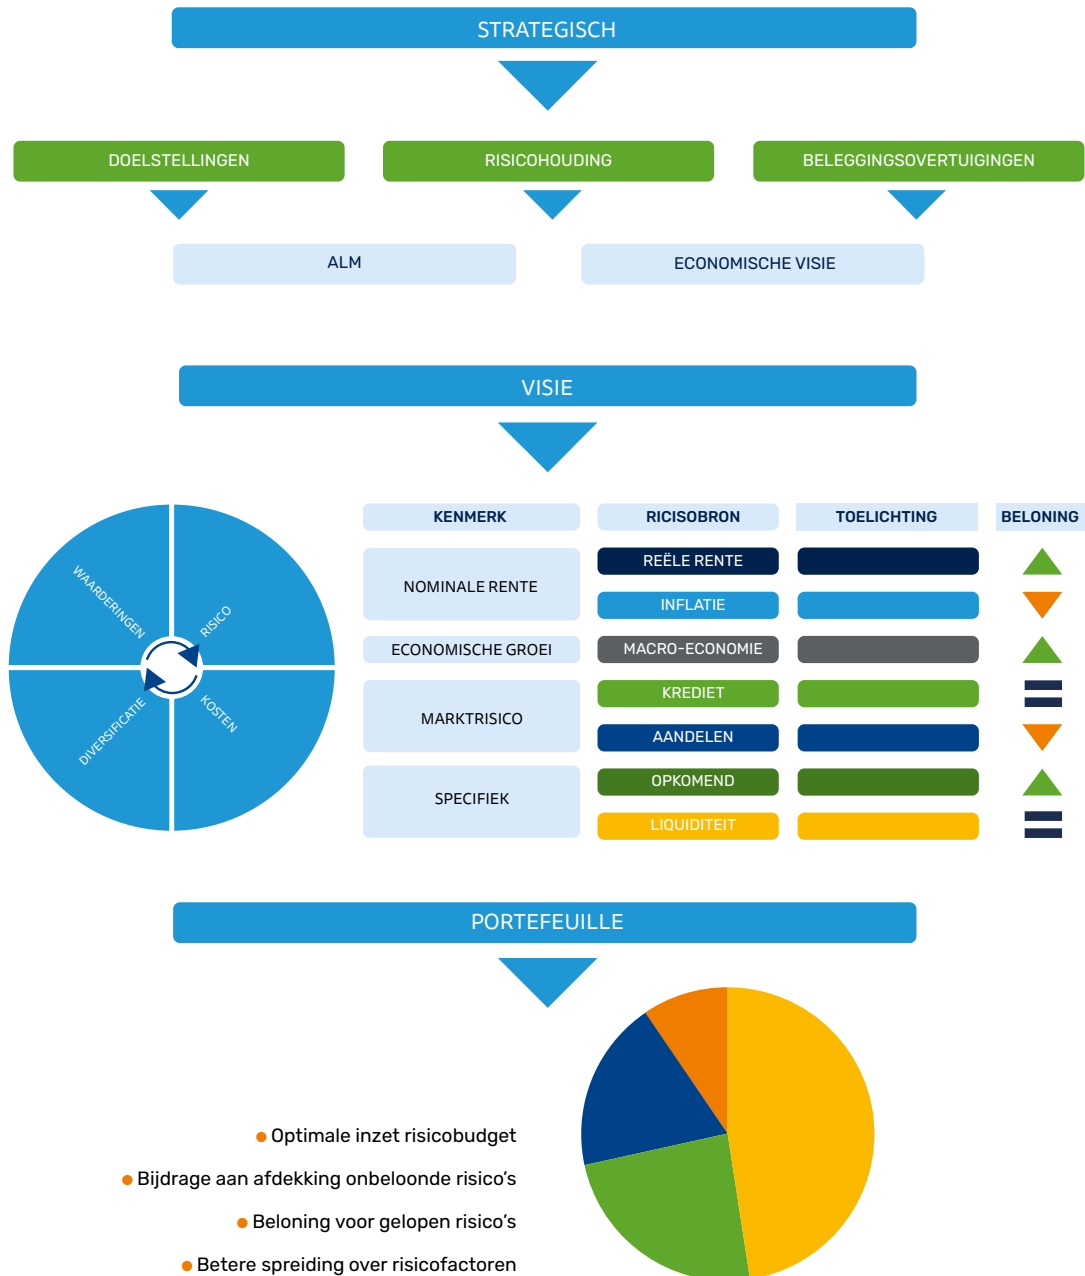 STRATEGISCH
DOELSTELLINGEN
RISICOHOUDING
BELEGGINGSOVERTUIGINGEN
ALM
ECONOMISCHE VISIE
VISIE
WAARDERINGEN
RISICO
DIVERSIFICATIE
KOSTEN
KENMERK
RICISOBRON
TOELICHTING
BELONING
NOMINALE RENTE
REËLE RENTE
INFLATIE
ECONOMISCHE GROEI
MACRO-ECONOMIE
MARKTRISICO
KREDIET
AANDELEN
SPECIFIEK
OPKOMEND
LIQUIDITEIT
PORTEFEUILLE
● Optimale inzet risicobudget
● Bijdrage aan afdekking onbeloonde risico's
● Beloning voor gelopen risico's
● Betere spreiding over risicofactoren